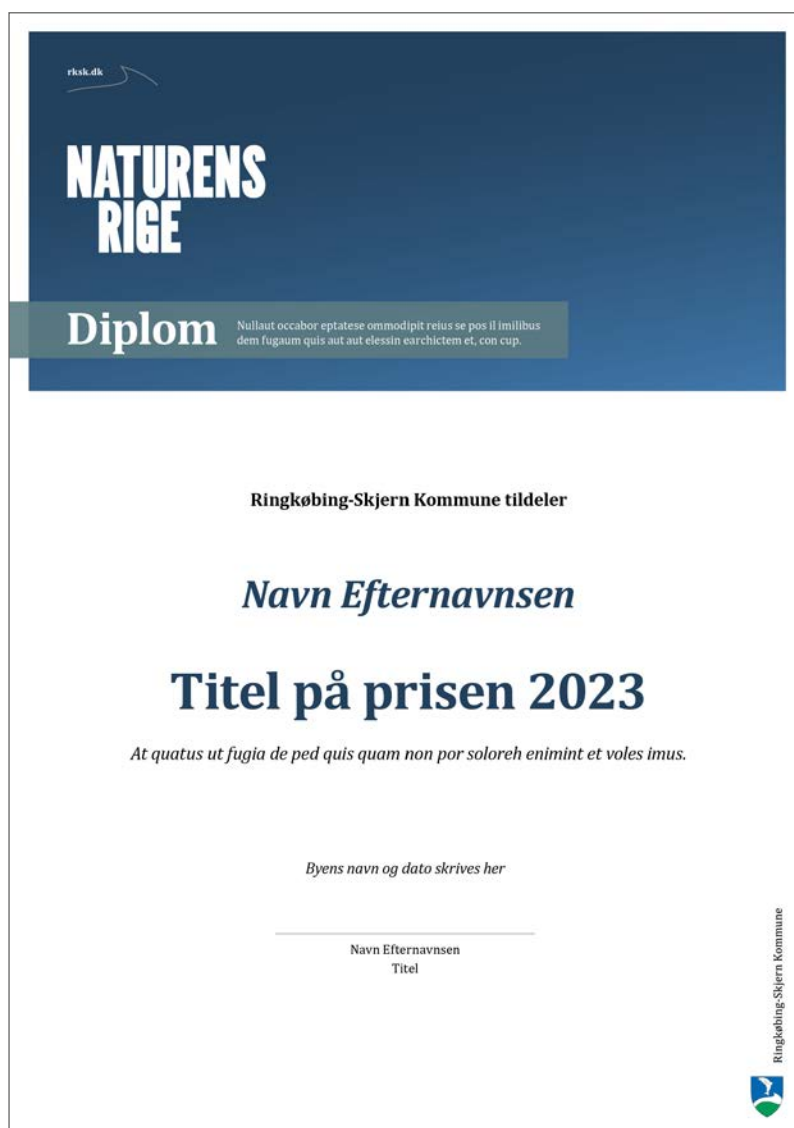 rksk.dk
NATURENS
RIGE
Diplom
Nullaut occabor eptatese ommodipit reius se pos il imilibus
dem fugaum quis aut aut elessin earchictem et, con cup.
Ringkøbing-Skjern Kommune tildeler
Navn Efternavnsen
Titel på prisen 2023
At quatus ut fugia de ped quis quam non por soloreh enimint et voles imus.
Byens navn og dato skrives her
Navn Efternavnsen
Titel
Ringkøbing-Skjern Kommune